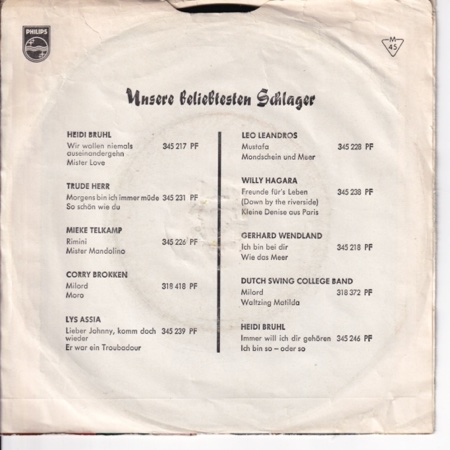 PHILIPS
M
45
Unsere beliebtesten Schlager
HEIDI BRUHL
Wir wollen niemals 345 217 PF
auseinandergehn
Mister Love
TRUDE HERR
Morgens bin ich immer müde 345 231 PF
So schön wie du
MIEKE TELKAMP
Rimini 345 226 PF
Mister Mandolino
CORRY BROKKEN
Milord 318 418 PF
Moro
LYS ASSIA
Lieber Johnny, komm doch 345 239 PF
wieder
Er war ein Troubadour
LEO LEANDROS
Mustafa 345 228 PF
Mondschein und Meer
WILLY HAGARA
Freunde für's Leben 345 238 PF
(Down by the riverside)
Kleine Denise aus Paris
GERHARD WENDLAND
Ich bin bei dir 345 218 PF
Wie das Meer
DUTCH SWING COLLEGE BAND
Milord 318 372 PF
Waltzing Matilda
HEIDI BRUHL
Immer will ich dir gehören 345 246 PF
Ich bin so – oder so